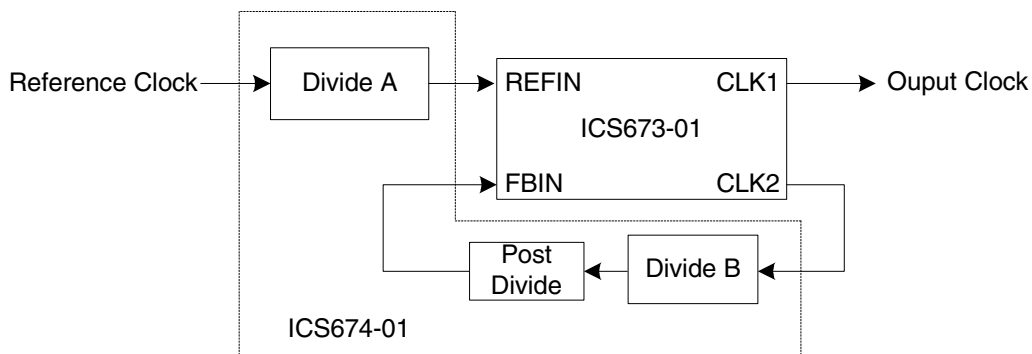 Reference Clock
Divide A
REFIN
CLK1
Ouput Clock
ICS673-01
FBIN
CLK2
Post
Divide
Divide B
ICS674-01